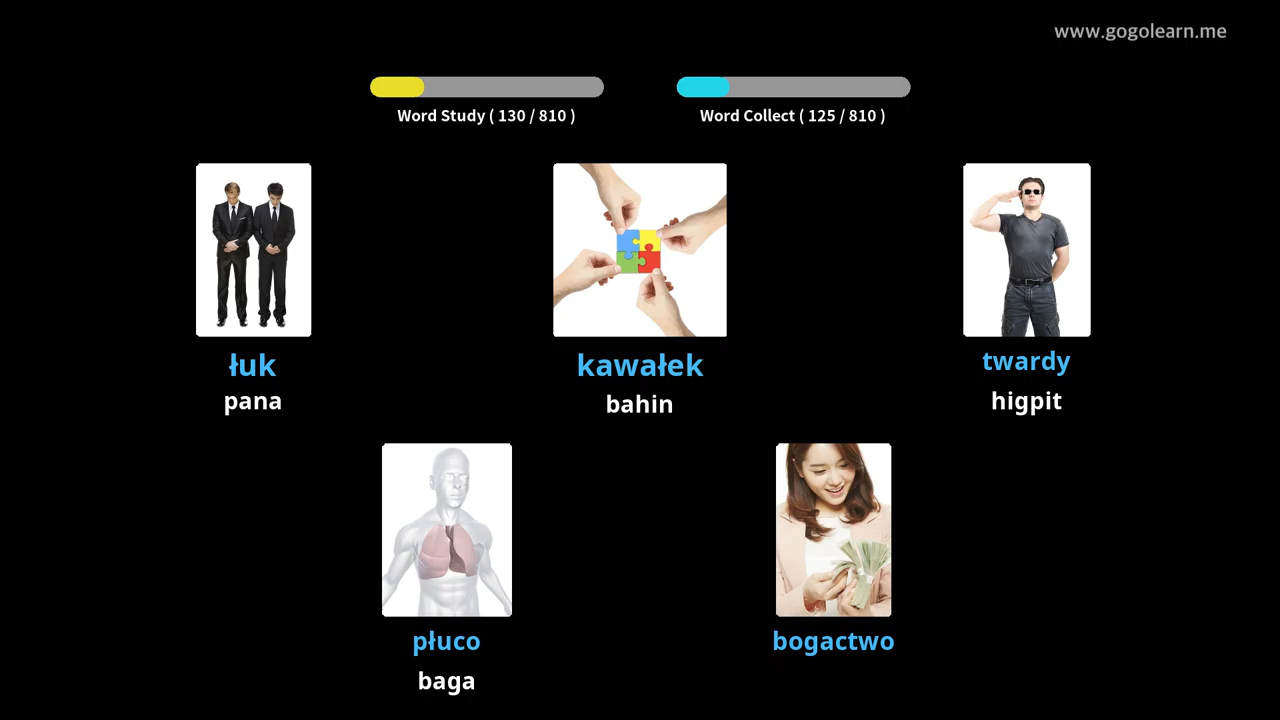 www.gogolearn.me
Word Study ( 130 / 810 )
Word Collect ( 125 / 810 )
łuk
kawałek
twardy
pana
bahin
higpit
płuco
bogactwo
baga